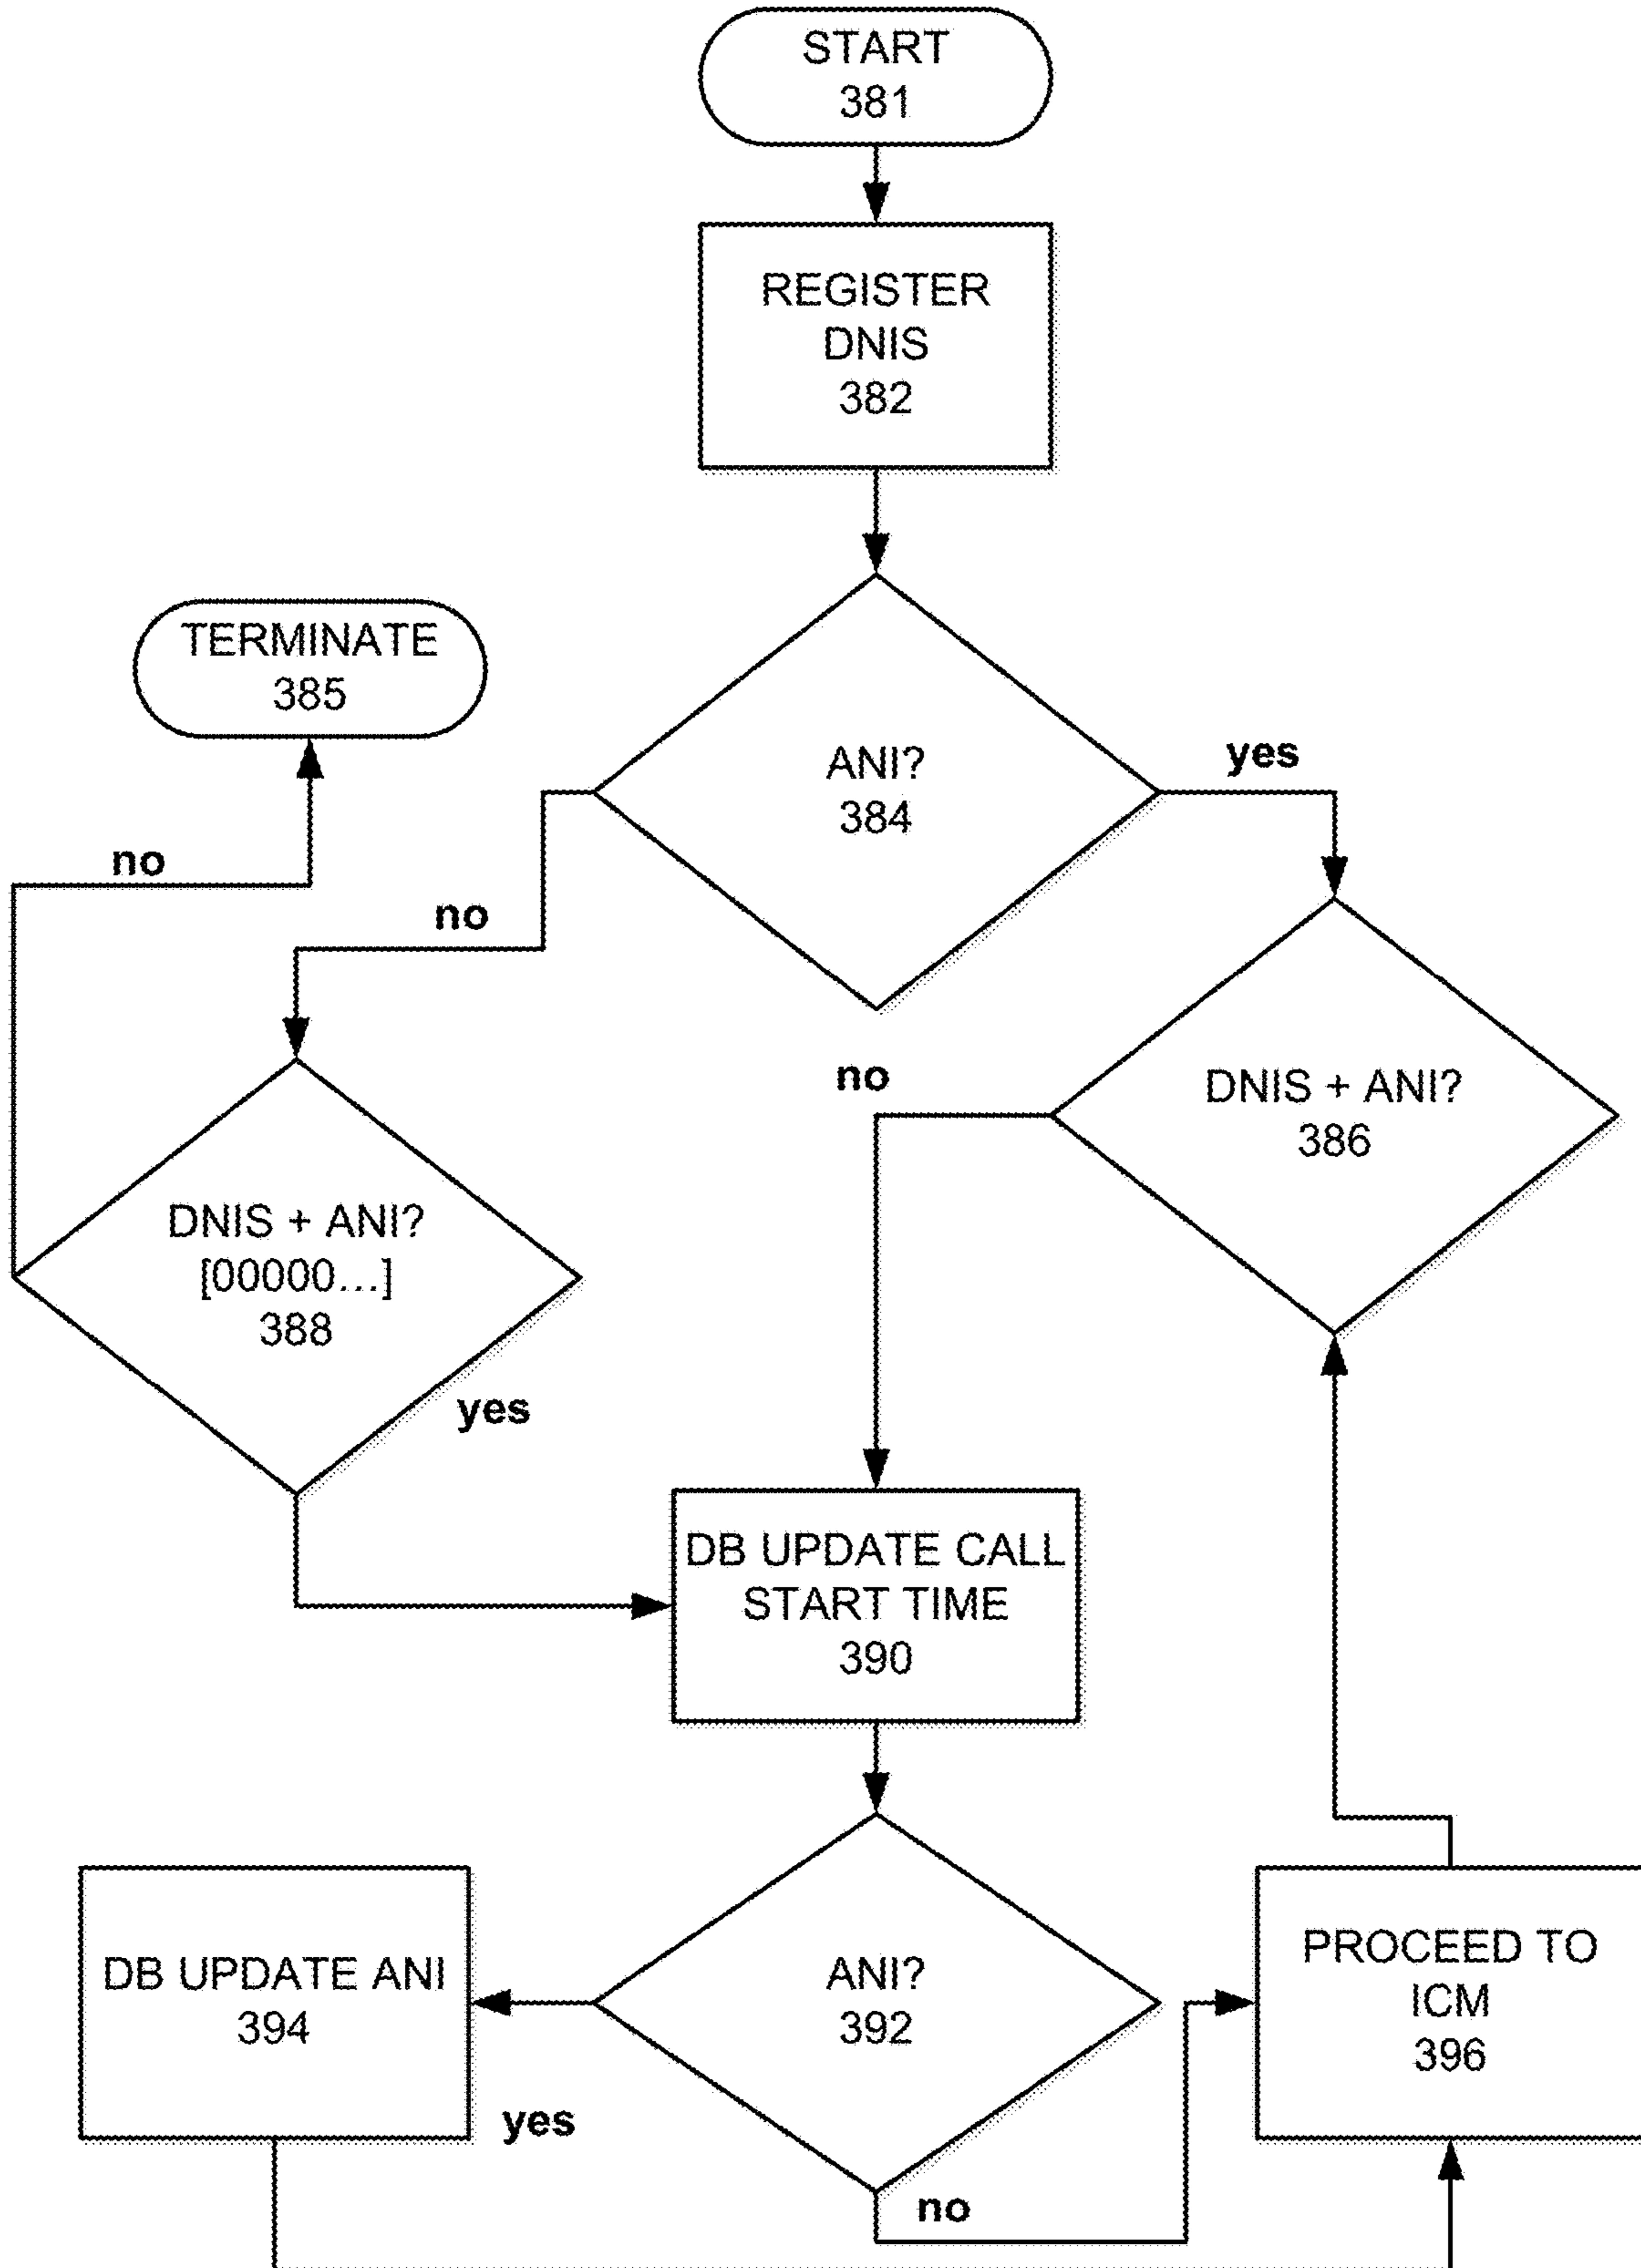 START
381
REGISTER
DNIS
382
TERMINATE
385
ANI?
384
yes
no
no
DNIS + ANI?
386
no
DNIS + ANI?
[00000...]
388
yes
DB UPDATE CALL
START TIME
390
DB UPDATE ANI
394
ANI?
392
PROCEED TO
ICM
396
yes
no